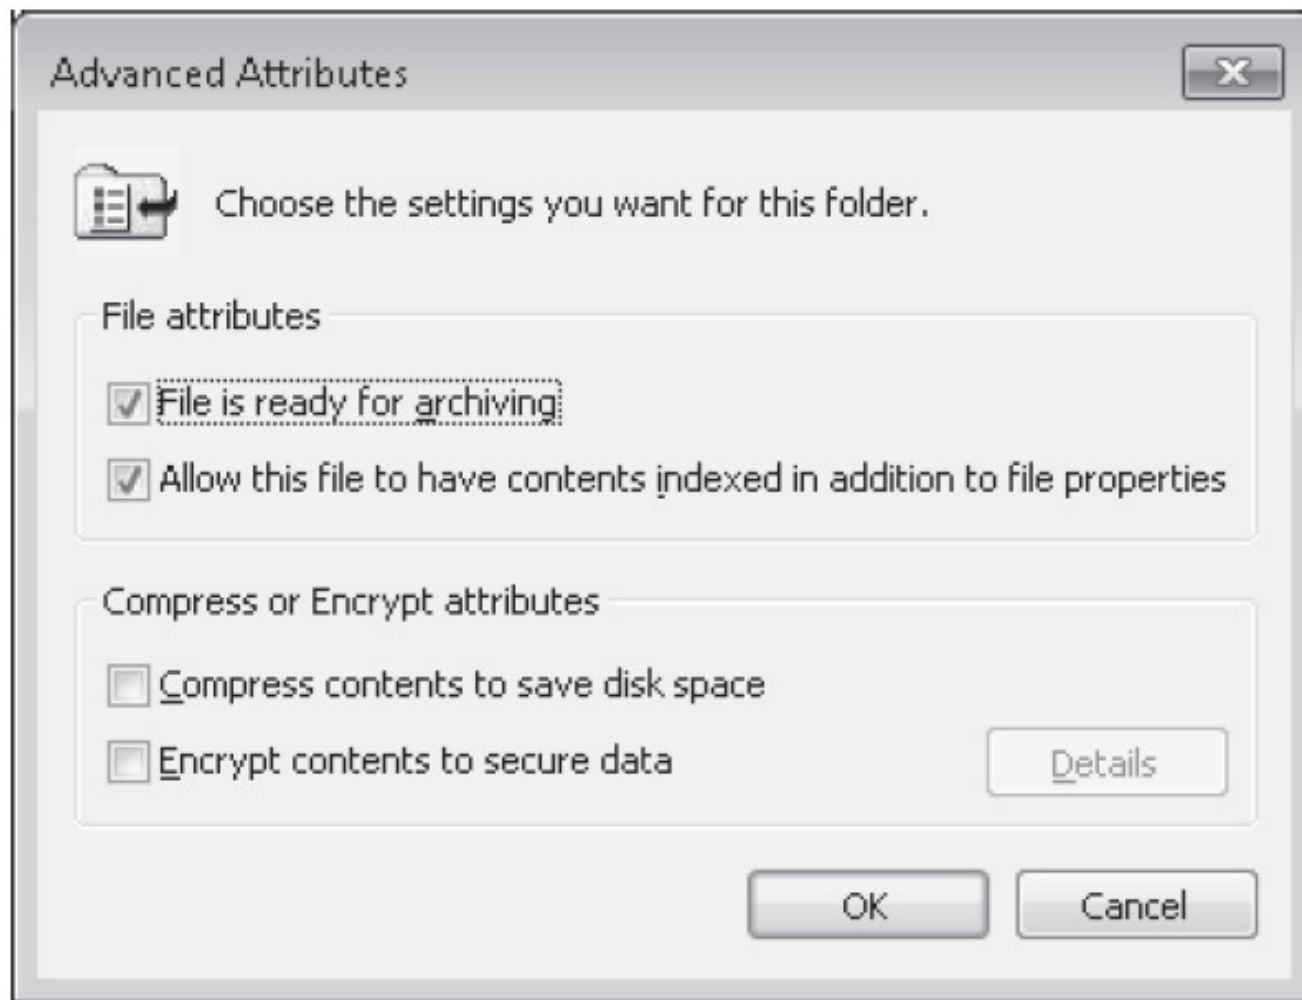 Advanced Attributes
Choose the settings you want for this folder.
File attributes
File is ready for archiving
Allow this file to have contents indexed in addition to file properties
Compress or Encrypt attributes
Compress contents to save disk space
Encrypt contents to secure data
Details
OK
Cancel